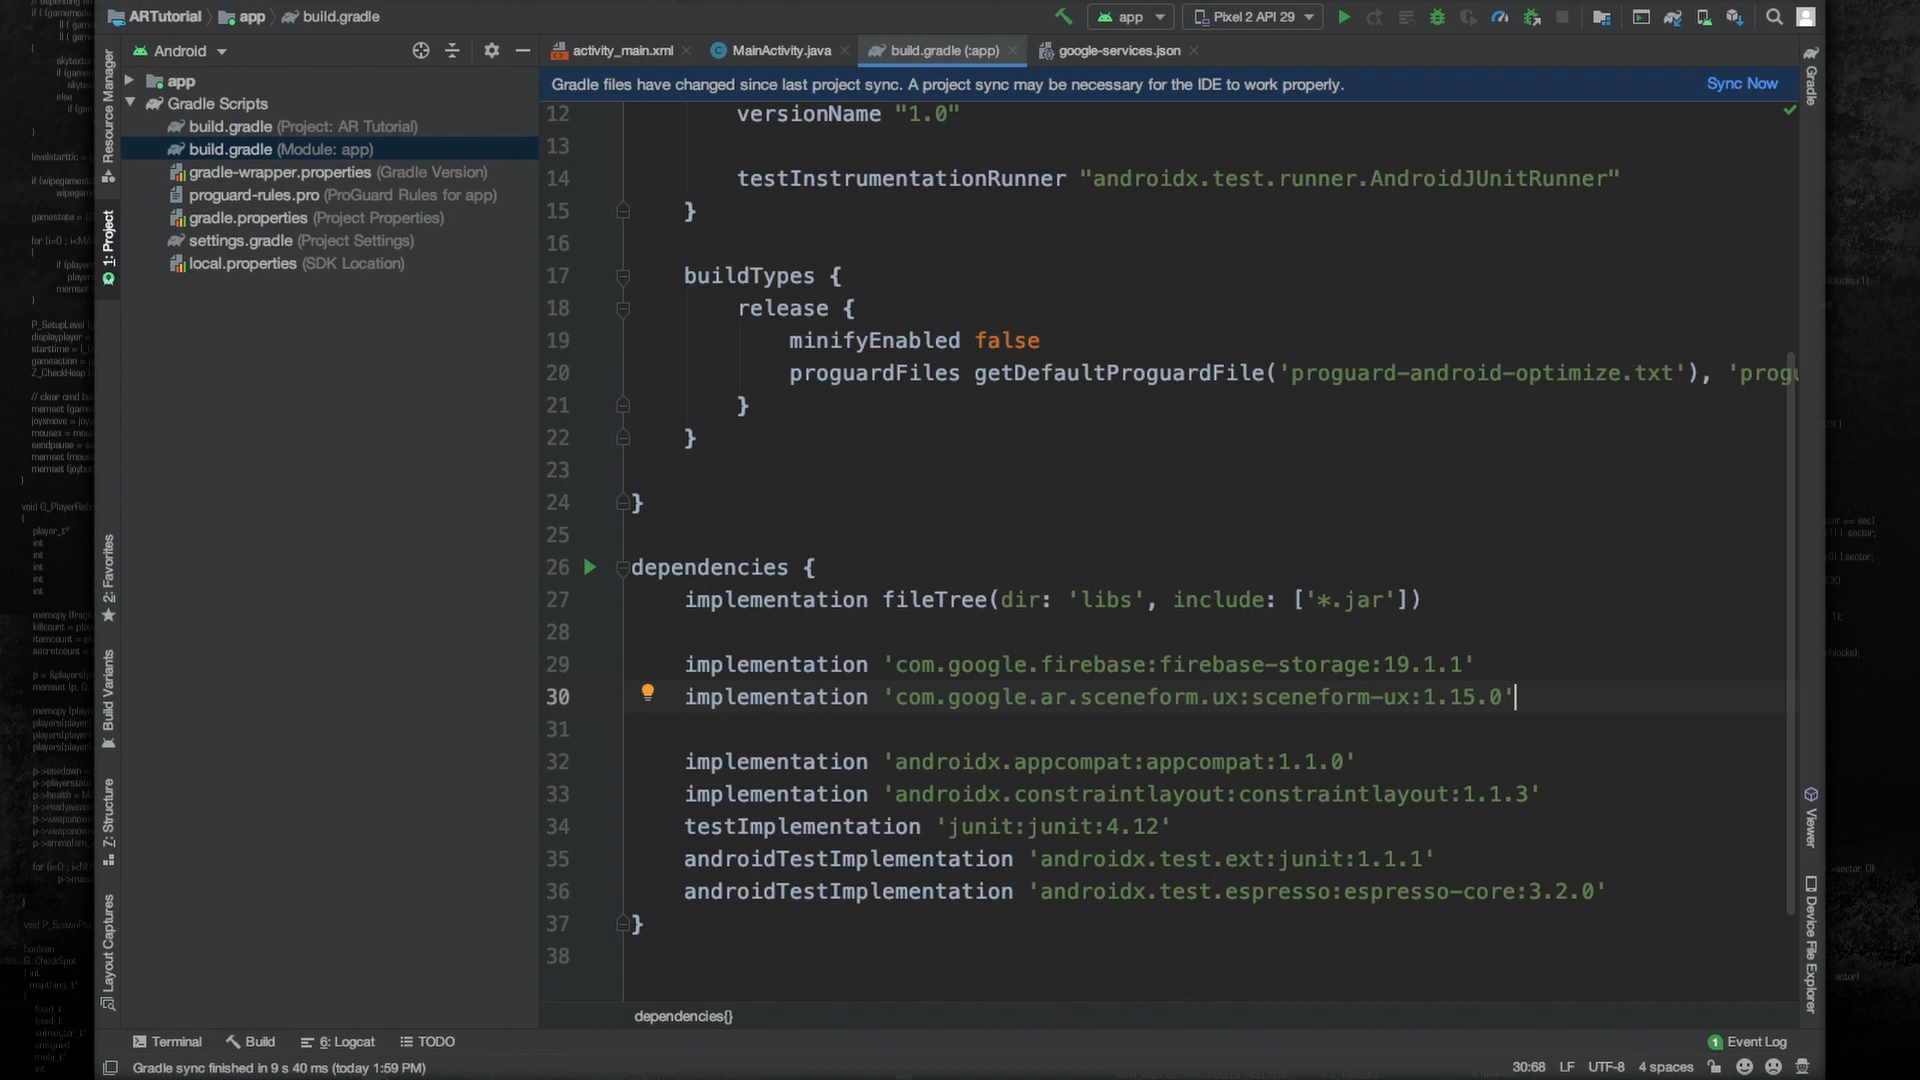 ARTutorial app build.gradle
app Pixel 2 API 29
Android
activity_main.xml MainActivity.java build.gradle (:app) google-services.json
Gradle files have changed since last project sync. A project sync may be necessary for the IDE to work properly. Sync Now
app
Gradle Scripts
build.gradle (Project: AR Tutorial)
build.gradle (Module: app)
gradle-wrapper.properties (Gradle Version)
proguard-rules.pro (ProGuard Rules for app)
gradle.properties (Project Properties)
settings.gradle (Project Settings)
local.properties (SDK Location)
Resource Manager
1: Project
2: Favorites
Build Variants
7: Structure
Layout Captures
12 versionName "1.0"
13
14 testInstrumentationRunner "androidx.test.runner.AndroidJUnitRunner"
15 }
16
17 buildTypes {
18 release {
19 minifyEnabled false
20 proguardFiles getDefaultProguardFile('proguard-android-optimize.txt'), 'progu
21 }
22 }
23
24 }
25
26 dependencies {
27 implementation fileTree(dir: 'libs', include: ['*.jar'])
28
29 implementation 'com.google.firebase:firebase-storage:19.1.1'
30 implementation 'com.google.ar.sceneform.ux:sceneform-ux:1.15.0'
31
32 implementation 'androidx.appcompat:appcompat:1.1.0'
33 implementation 'androidx.constraintlayout:constraintlayout:1.1.3'
34 testImplementation 'junit:junit:4.12'
35 androidTestImplementation 'androidx.test.ext:junit:1.1.1'
36 androidTestImplementation 'androidx.test.espresso:espresso-core:3.2.0'
37 }
38
dependencies{}
Gradle
Viewer
Device File Explorer
Terminal Build 6: Logcat TODO
1 Event Log
Gradle sync finished in 9 s 40 ms (today 1:59 PM)
30:68 LF UTF-8 4 spaces